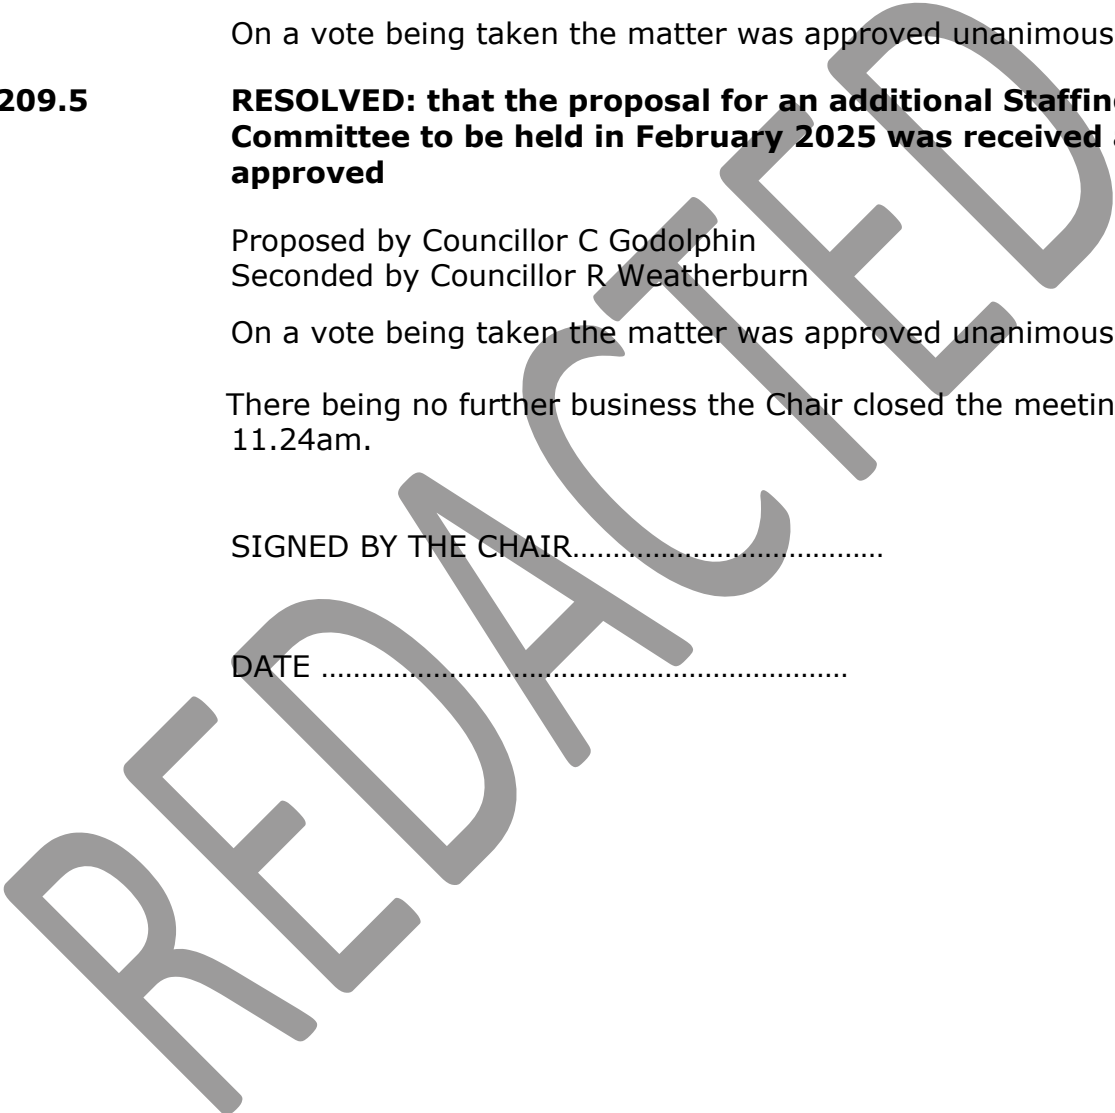 On a vote being taken the matter was approved unanimous
209.5 RESOLVED: that the proposal for an additional Staffing
Committee to be held in February 2025 was received a
approved
Proposed by Councillor C Godolphin
Seconded by Councillor R Weatherburn
On a vote being taken the matter was approved unanimous
There being no further business the Chair closed the meetin
11.24am.
SIGNED BY THE CHAIR.......................................
DATE ..................................................................
REDACTED